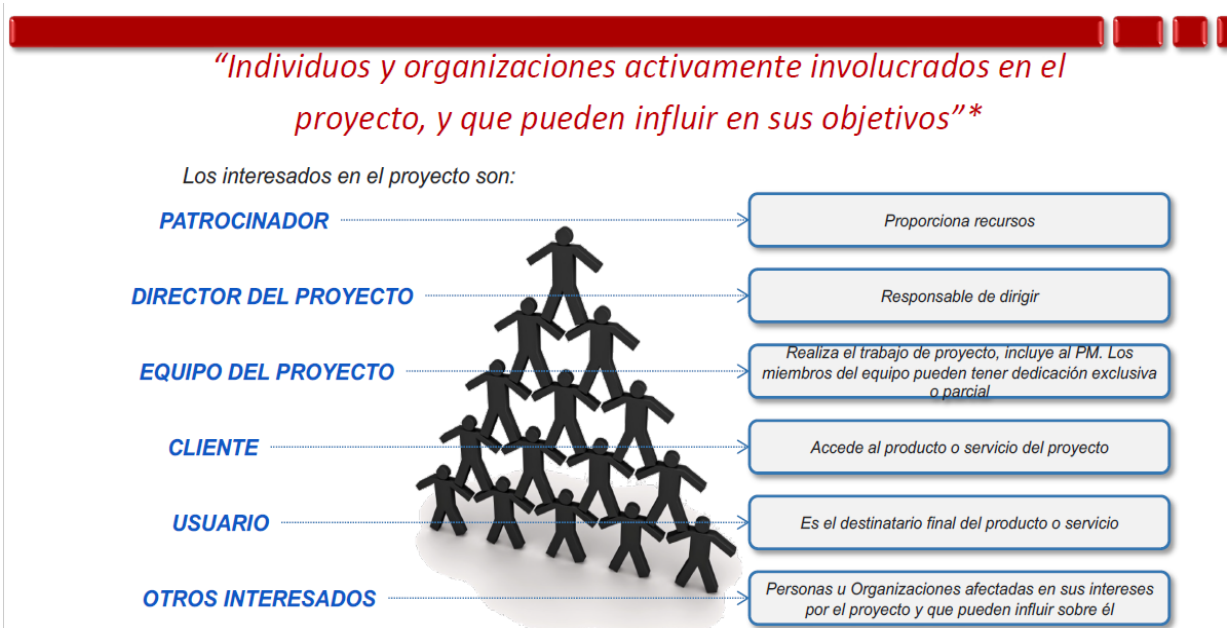 “Individuos y organizaciones activamente involucrados en el
proyecto, y que pueden influir en sus objetivos”*
Los interesados en el proyecto son:
PATROCINADOR
Proporciona recursos
DIRECTOR DEL PROYECTO
Responsable de dirigir
EQUIPO DEL PROYECTO
Realiza el trabajo de proyecto, incluye al PM. Los
miembros del equipo pueden tener dedicación exclusiva
o parcial
CLIENTE
Accede al producto o servicio del proyecto
USUARIO
Es el destinatario final del producto o servicio
OTROS INTERESADOS
Personas u Organizaciones afectadas en sus intereses
por el proyecto y que pueden influir sobre él